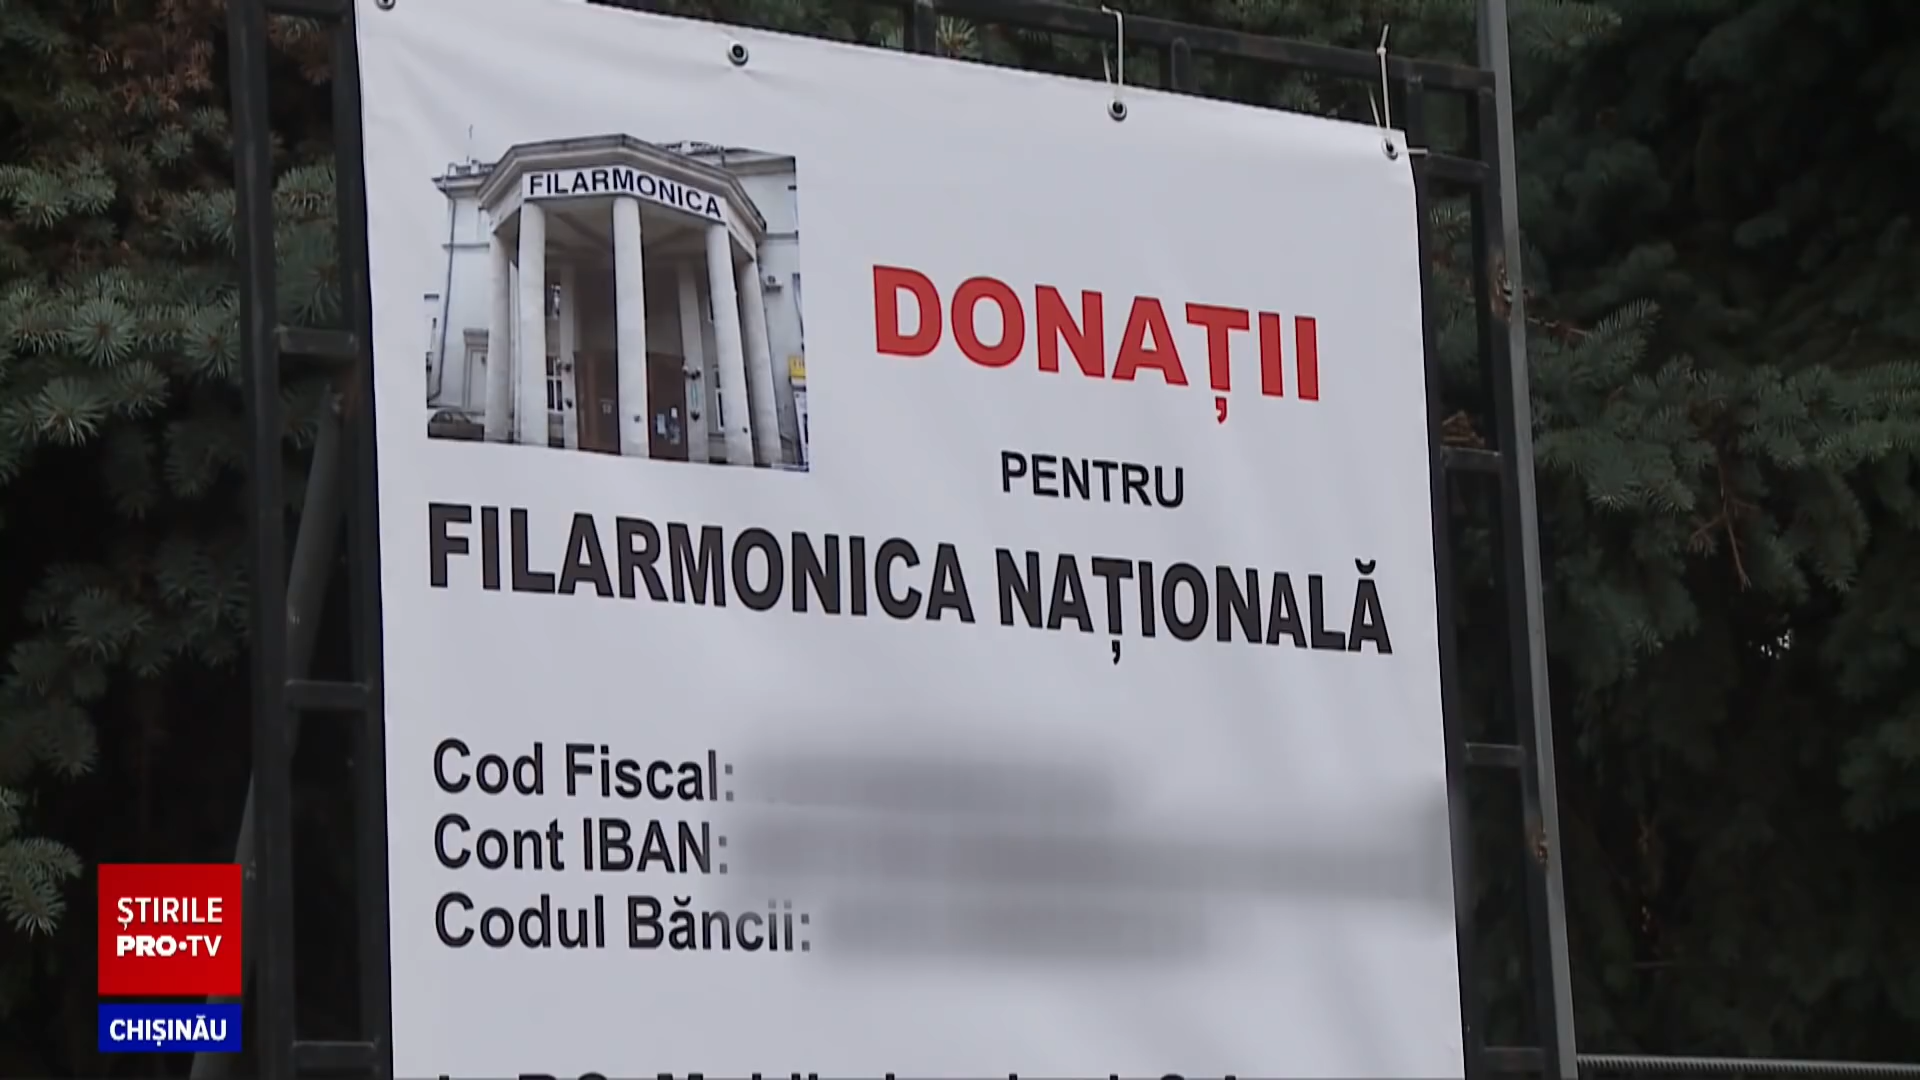 FILARMONICA
DONAȚII
PENTRU
FILARMONICA NAȚIONALĂ
Cod Fiscal:
Cont IBAN:
Codul Băncii:
ȘTIRILE
PRO•TV
CHIȘINĂU